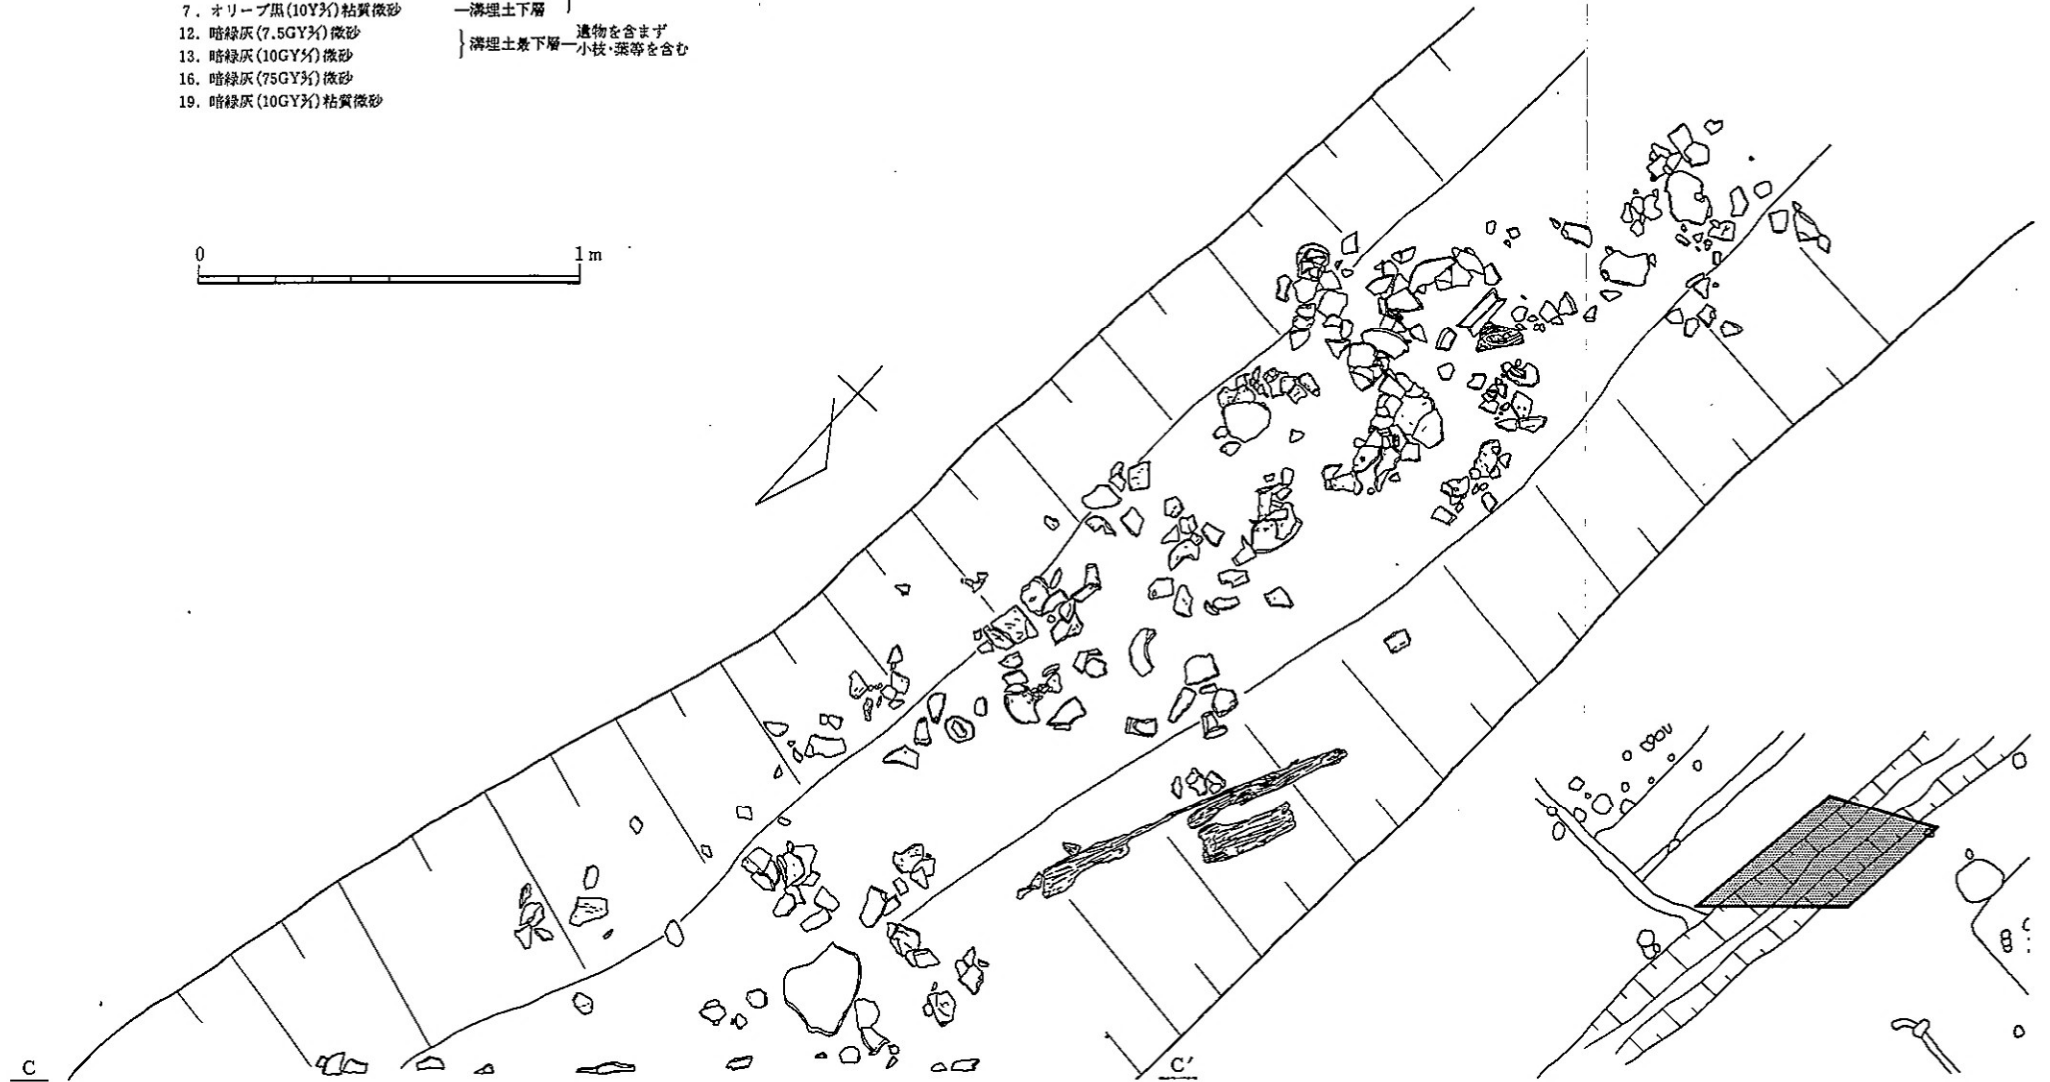 7. オリーブ黒(10Y3/1)粘質微砂 ―溝埋土下層
12. 暗緑灰(7.5GY3/1)微砂
遺物を含まず
溝埋土最下層―小枝・葉等を含む
13. 暗緑灰(10GY4/1)微砂
16. 暗緑灰(75GY3/1)微砂
19. 暗緑灰(10GY3/1)粘質微砂
0 1m
C C′